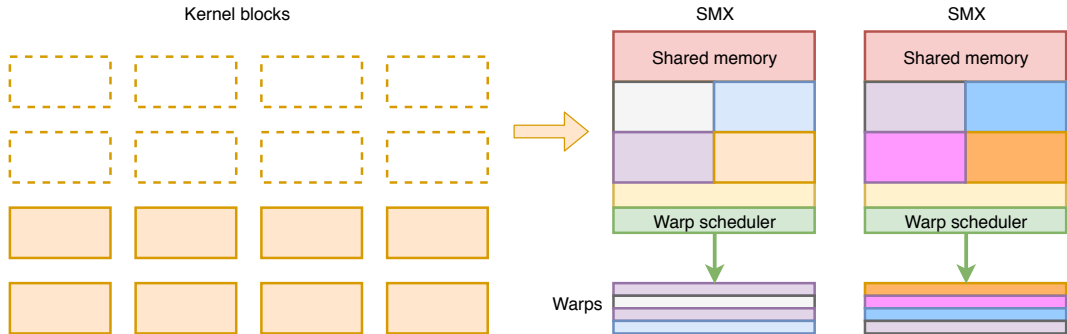 Kernel blocks
SMX
SMX
Shared memory
Shared memory
Warp scheduler
Warp scheduler
Warps